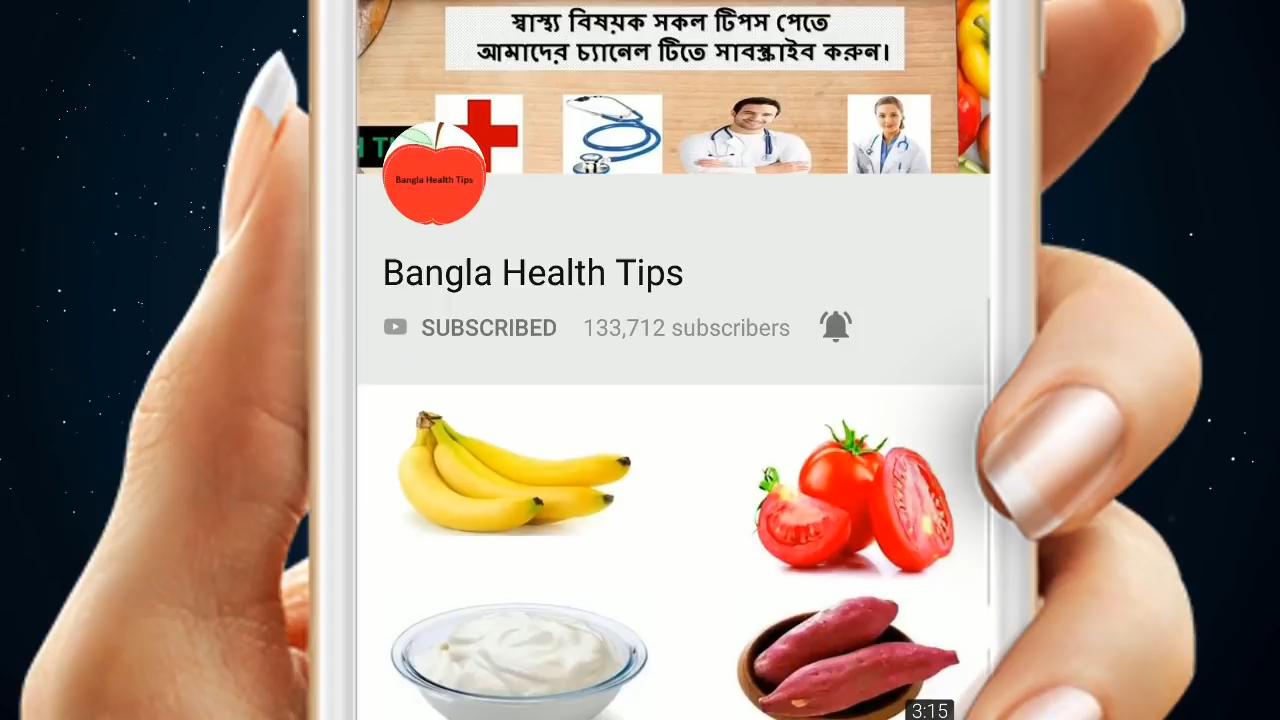 স্বাস্থ্য বিষয়ক সকল টিপস পেতে
আমাদের চ্যানেল টিতে সাবস্ক্রাইব করুন।
H T
Bangla Health Tips
Bangla Health Tips
SUBSCRIBED 133,712 subscribers
3:15